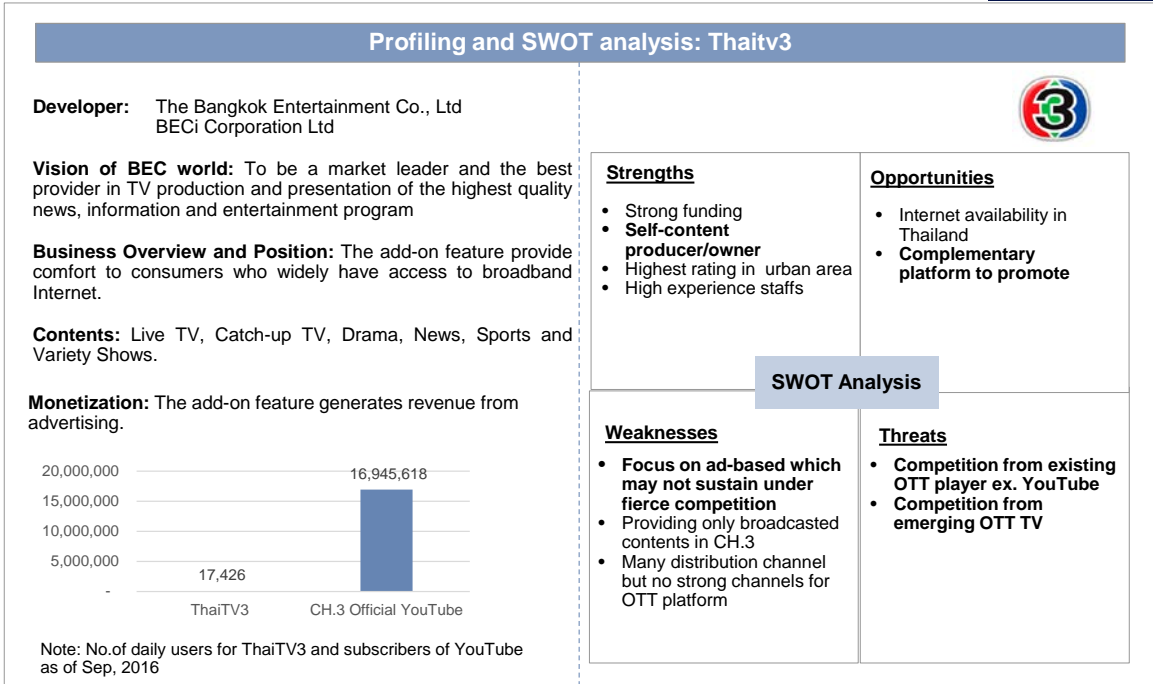 Profiling and SWOT analysis: Thaitv3
Developer: The Bangkok Entertainment Co., Ltd
BECi Corporation Ltd
Vision of BEC world: To be a market leader and the best
provider in TV production and presentation of the highest quality
news, information and entertainment program
Business Overview and Position: The add-on feature provide
comfort to consumers who widely have access to broadband
Internet.
Contents: Live TV, Catch-up TV, Drama, News, Sports and
Variety Shows.
Monetization: The add-on feature generates revenue from
advertising.
20,000,000
15,000,000
10,000,000
5,000,000
-
17,426
16,945,618
ThaiTV3
CH.3 Official YouTube
Note: No.of daily users for ThaiTV3 and subscribers of YouTube
as of Sep, 2016
3
Strengths
• Strong funding
• Self-content
producer/owner
• Highest rating in urban area
• High experience staffs
Opportunities
• Internet availability in
Thailand
• Complementary
platform to promote
SWOT Analysis
Weaknesses
• Focus on ad-based which
may not sustain under
fierce competition
• Providing only broadcasted
contents in CH.3
• Many distribution channel
but no strong channels for
OTT platform
Threats
• Competition from existing
OTT player ex. YouTube
• Competition from
emerging OTT TV